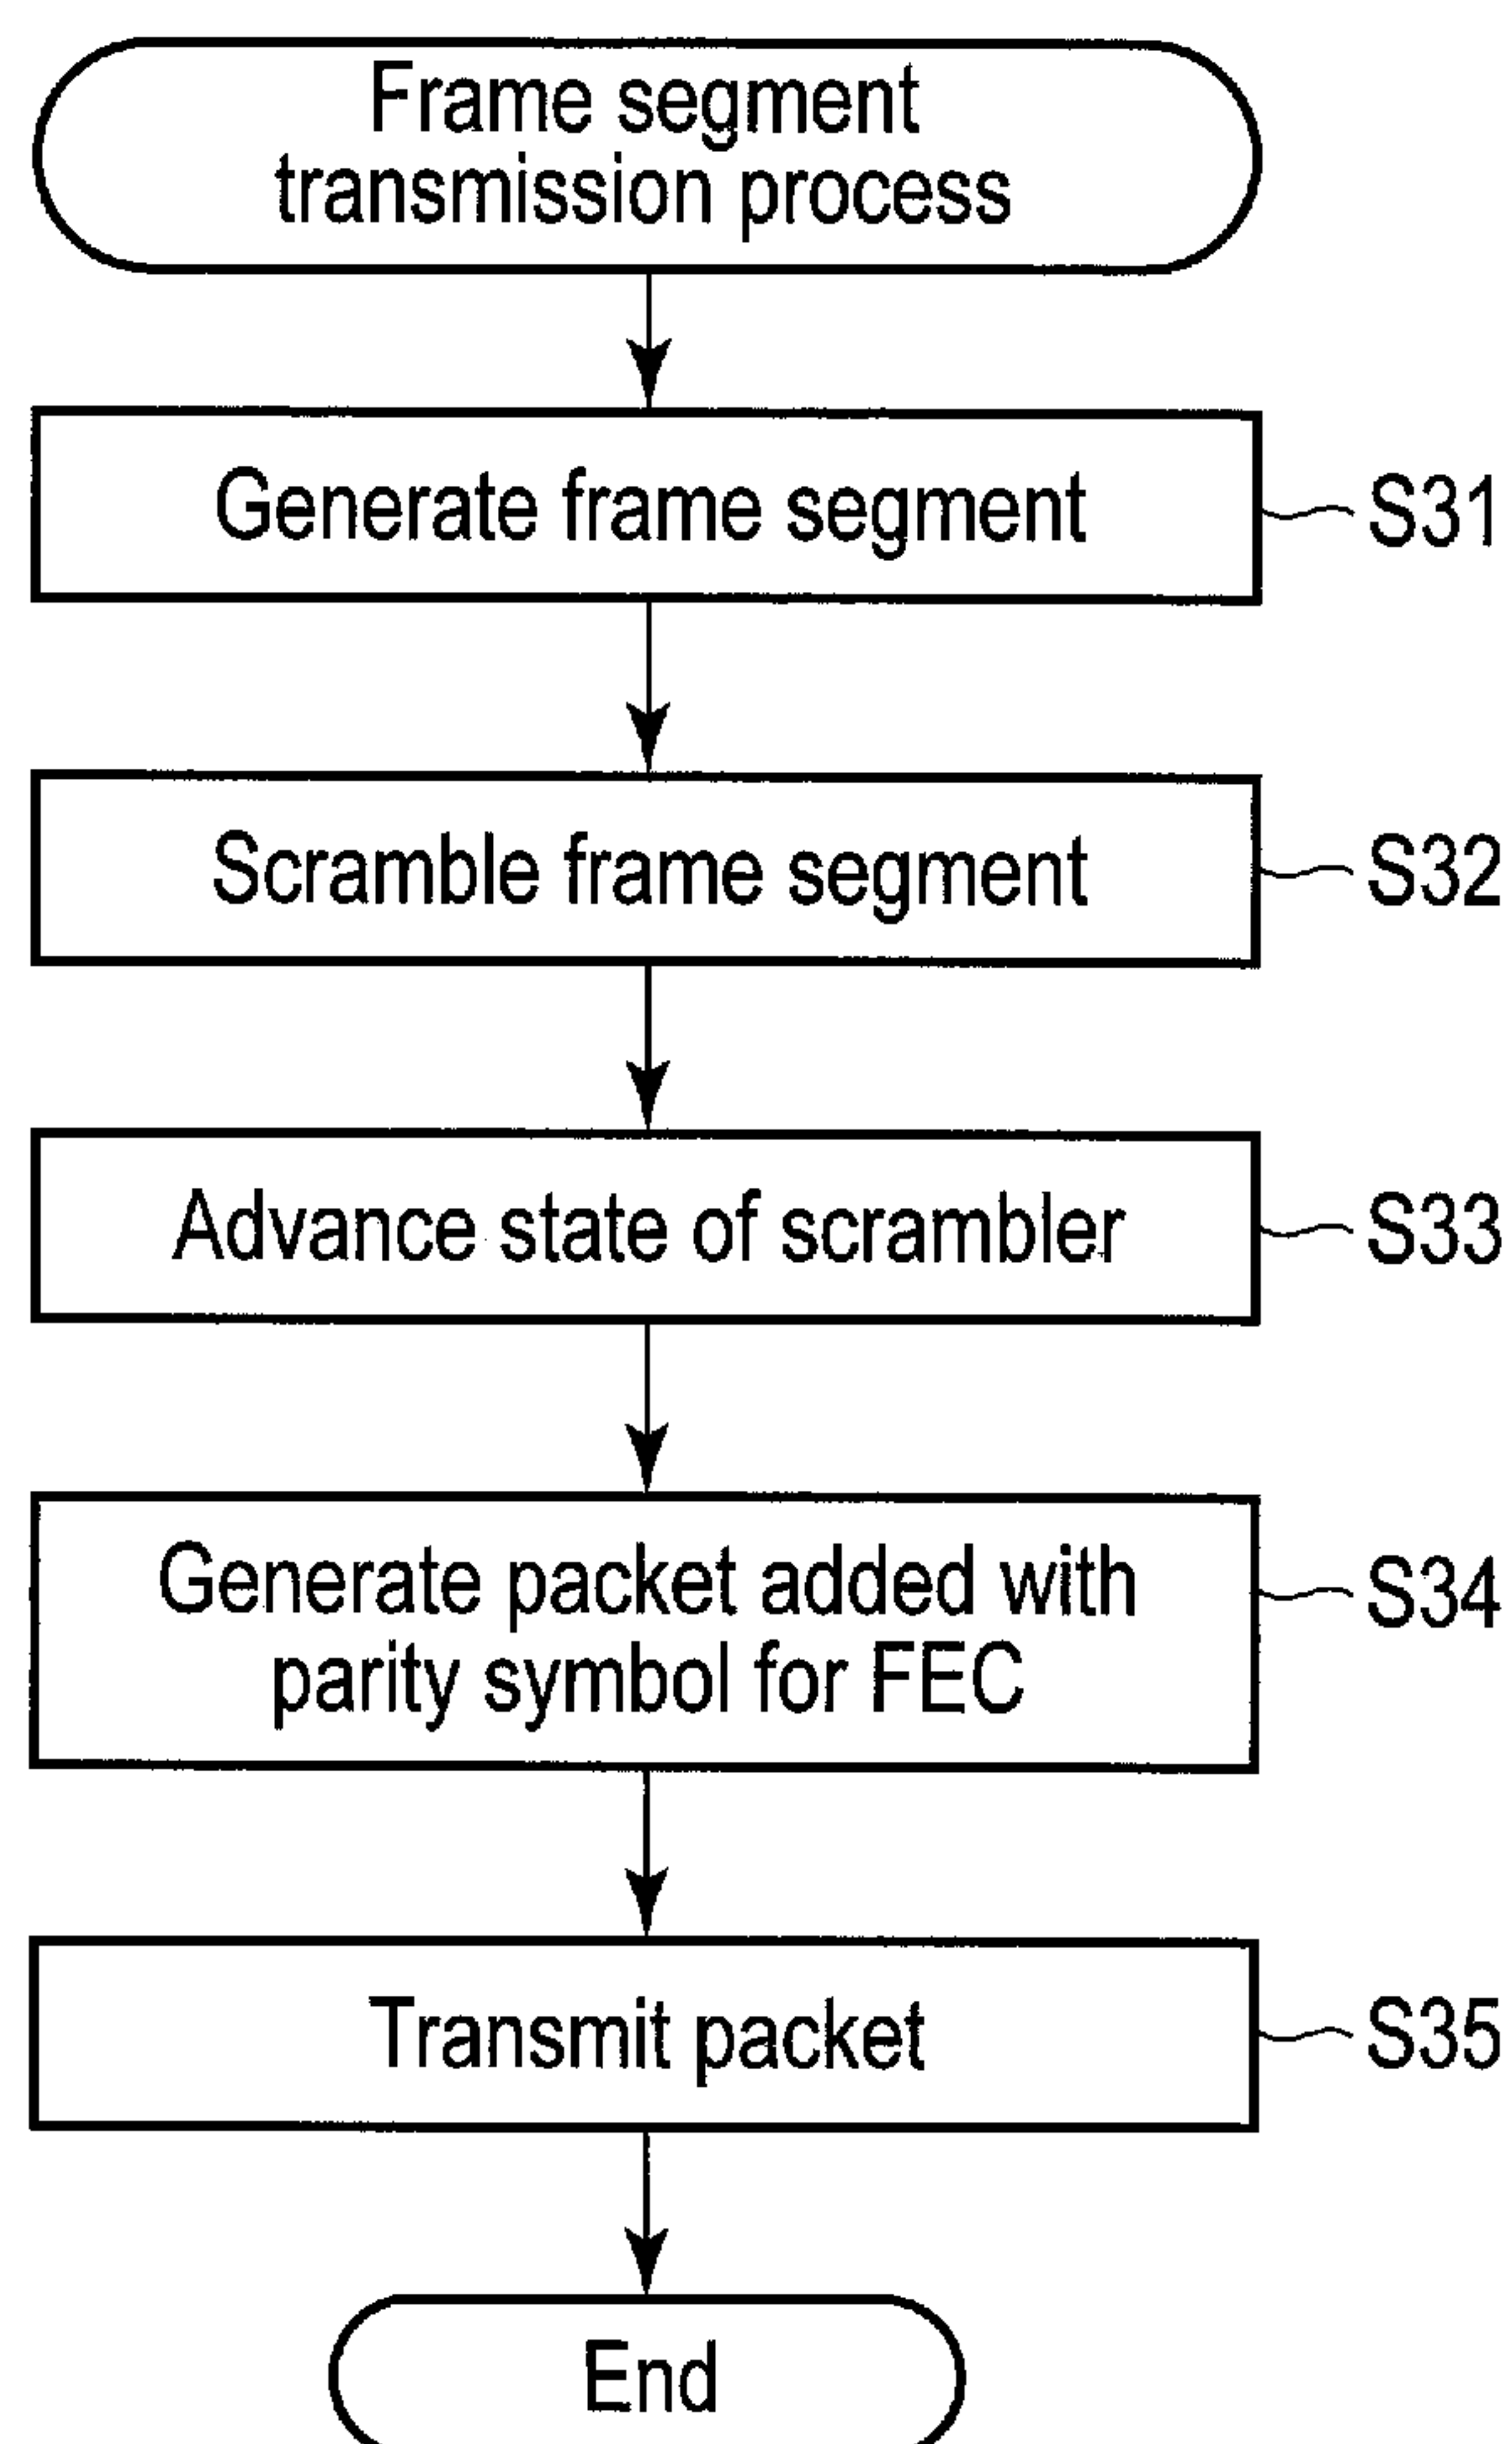 Frame segment
transmission process
Generate frame segment
S31
Scramble frame segment
S32
Advance state of scrambler
S33
Generate packet added with
parity symbol for FEC
S34
Transmit packet
S35
End